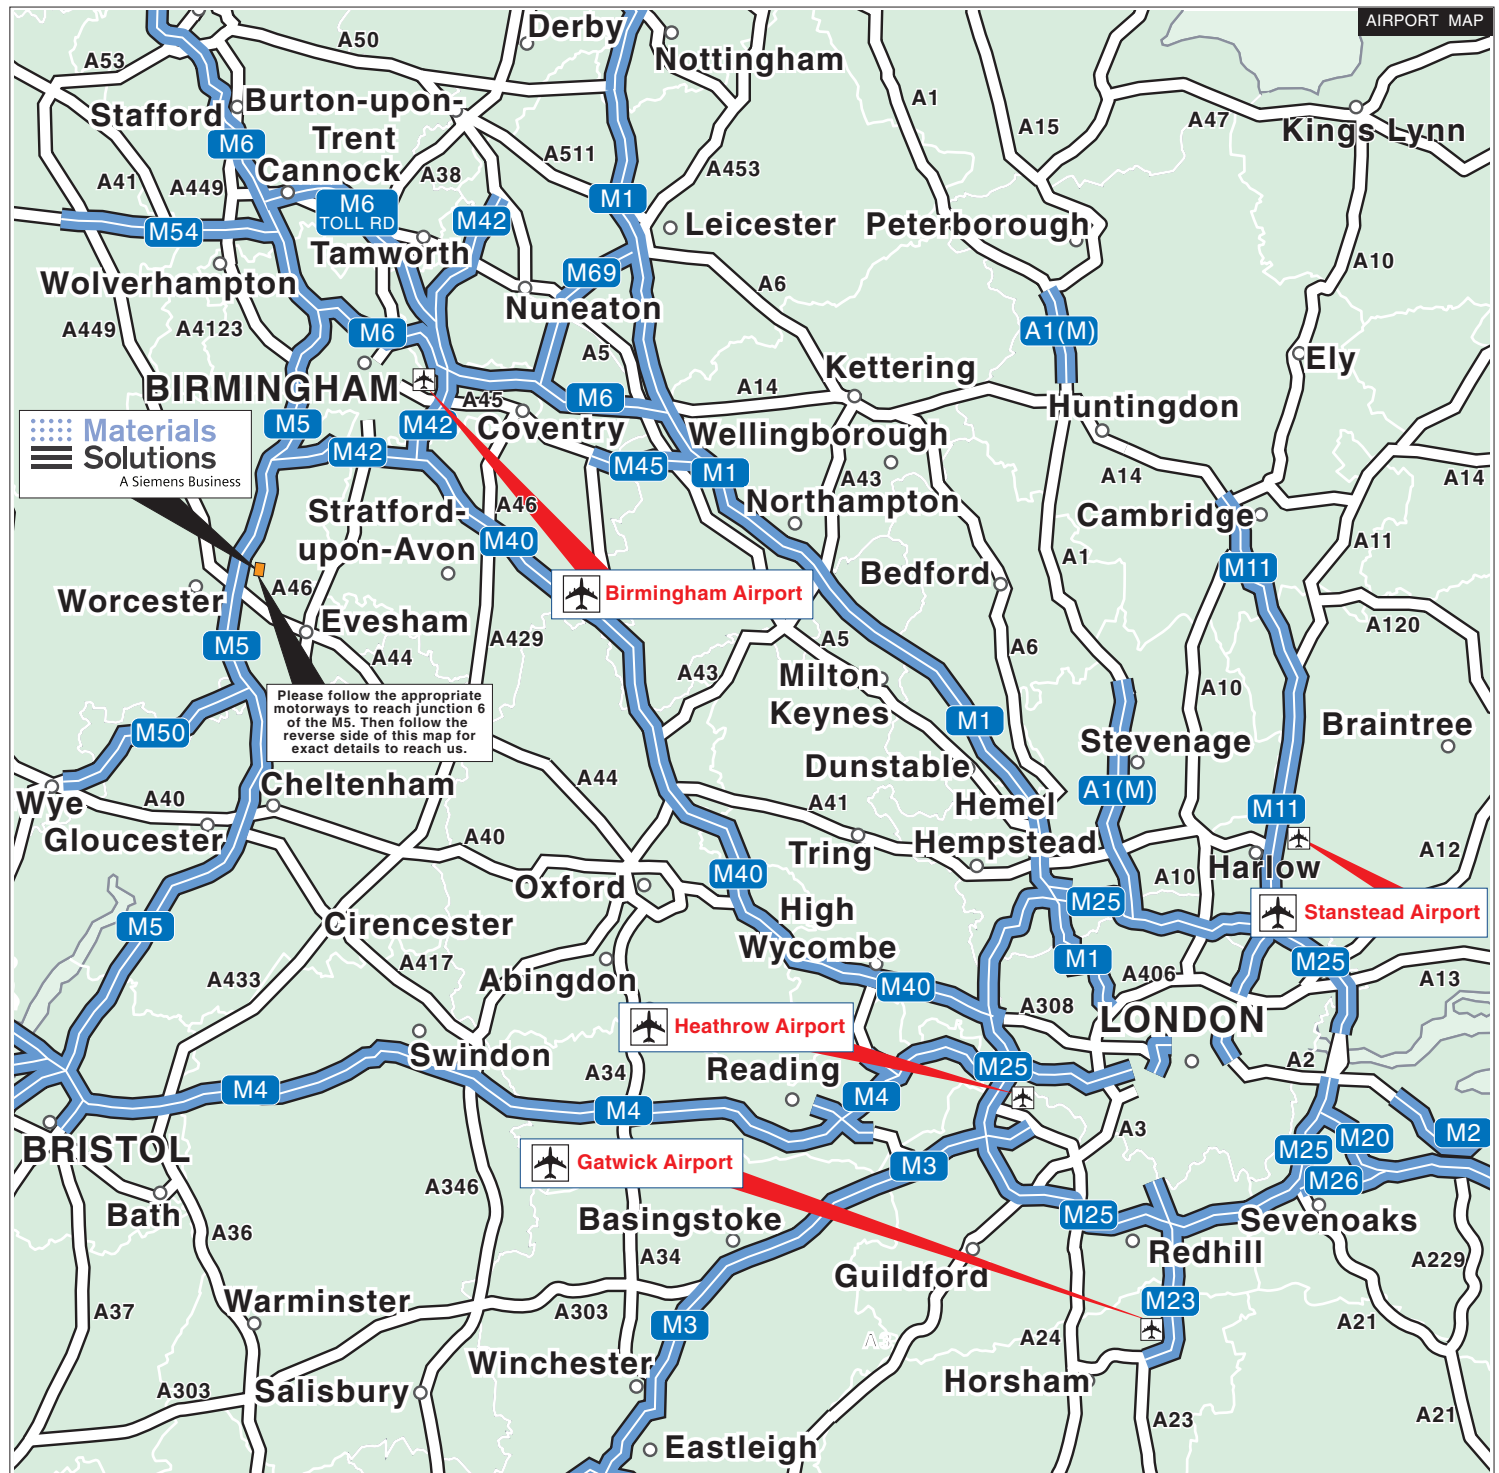 AIRPORT MAP
Derby
A50
A53
Nottingham
A1
Stafford
Burton-upon-
Trent
A15
A47
Kings Lynn
M6
Cannock
A511
A453
A41
A449
A38
M6
TOLL RD
M1
M42
M54
Leicester
Peterborough
Tamworth
A10
Wolverhampton
M69
A6
Nuneaton
A449
A4123
M6
A1(M)
A5
Ely
Kettering
BIRMINGHAM
A14
A45
M6
Huntingdon
M5
M42
Coventry
Wellingborough
Materials
Solutions
A Siemens Business
M42
M45
M1
A43
A14
A11
A14
A46
Northampton
Stratford-
upon-Avon
Cambridge
M40
A1
A11
Bedford
M11
Birmingham Airport
A46
Worcester
Evesham
A429
A5
A6
A120
M5
A44
A43
Milton
Keynes
A10
Please follow the appropriate
motorways to reach junction 6
of the M5. Then follow the
reverse side of this map for
exact details to reach us.
M1
Braintree
M50
Stevenage
Dunstable
A44
Cheltenham
Wye
A40
A41
Hemel
Hempstead
A1(M)
M11
Gloucester
A40
Tring
A12
Harlow
M40
Oxford
A10
M25
High
Wycombe
Stanstead Airport
M5
Cirencester
A417
M1
M25
A433
Abingdon
A406
A13
M40
A308
LONDON
Heathrow Airport
Swindon
Reading
A34
M25
A2
M4
M4
M4
A3
BRISTOL
M20
M2
M25
Gatwick Airport
M3
M26
A346
Bath
M25
Basingstoke
Sevenoaks
A36
Redhill
A34
A229
Guildford
Warminster
M23
A37
A303
M3
A21
A24
Winchester
Horsham
A303
Salisbury
A23
A21
Eastleigh